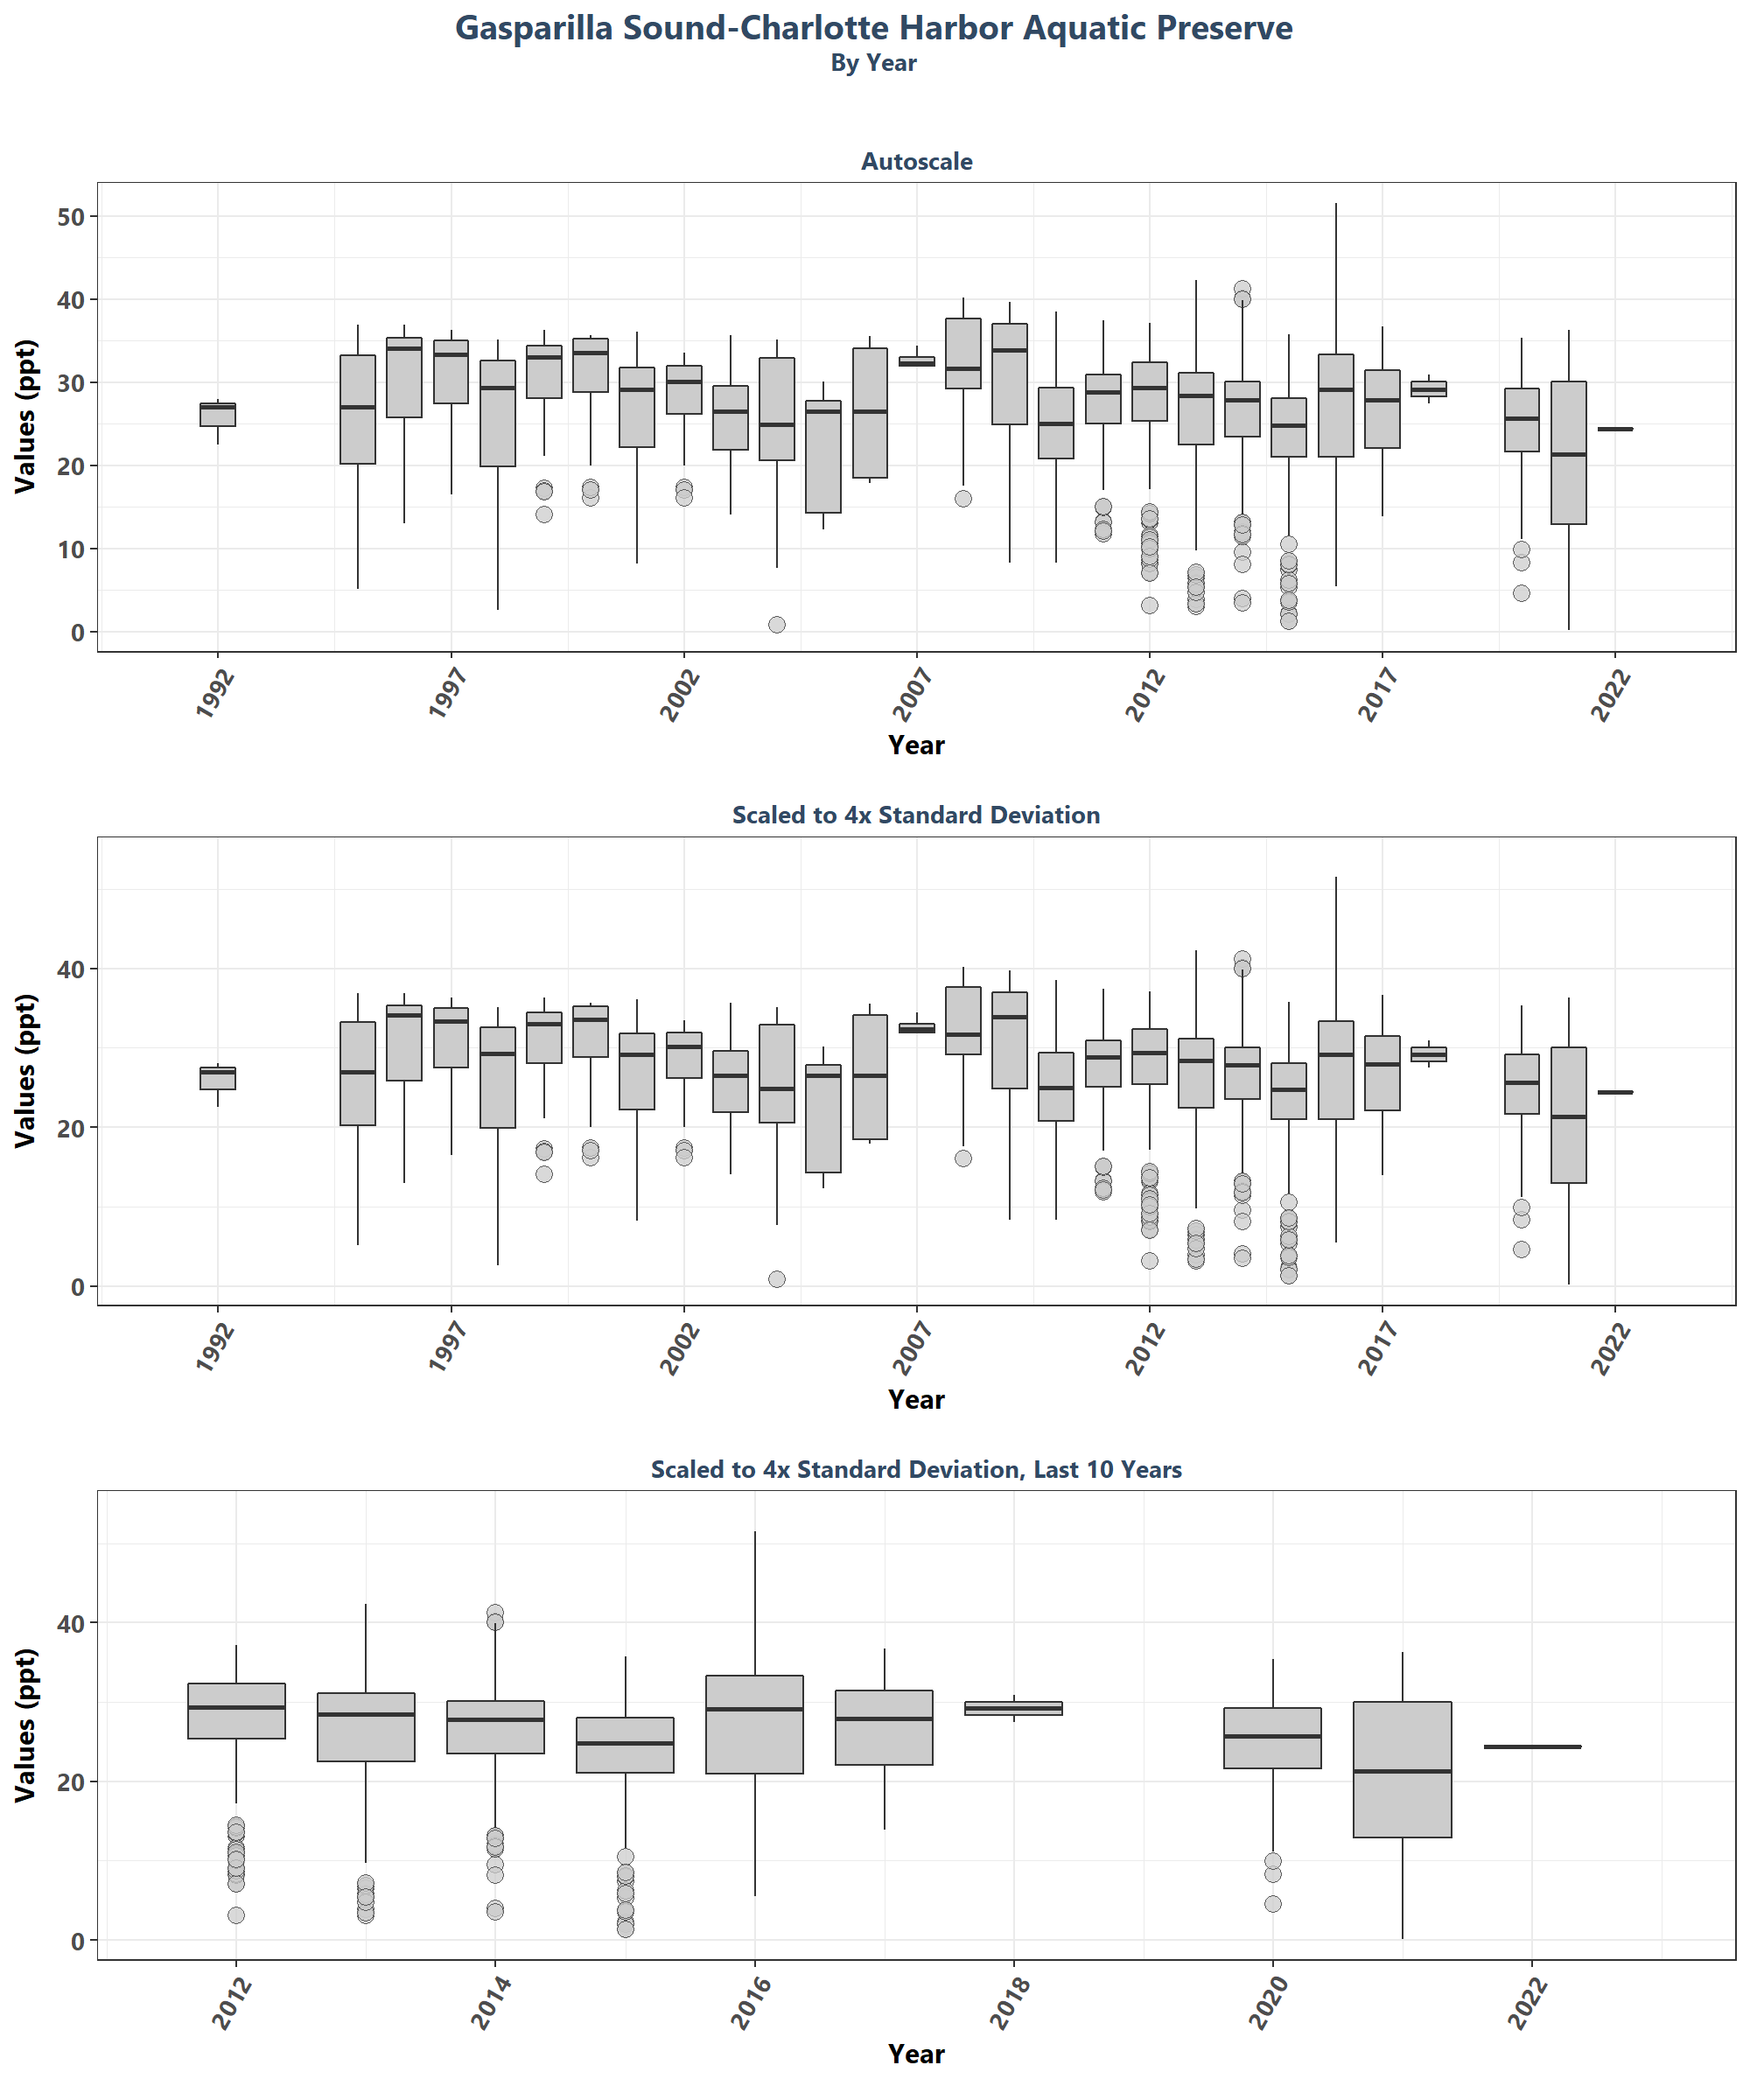 Gasparilla Sound-Charlotte Harbor Aquatic Preserve
By Year
Autoscale
Values (ppt)
50
40
30
20
10
0
1992 1997 2002 2007 2012 2017 2022
Year
Scaled to 4x Standard Deviation
Values (ppt)
40
20
0
1992 1997 2002 2007 2012 2017 2022
Year
Scaled to 4x Standard Deviation, Last 10 Years
Values (ppt)
40
20
0
2012 2014 2016 2018 2020 2022
Year